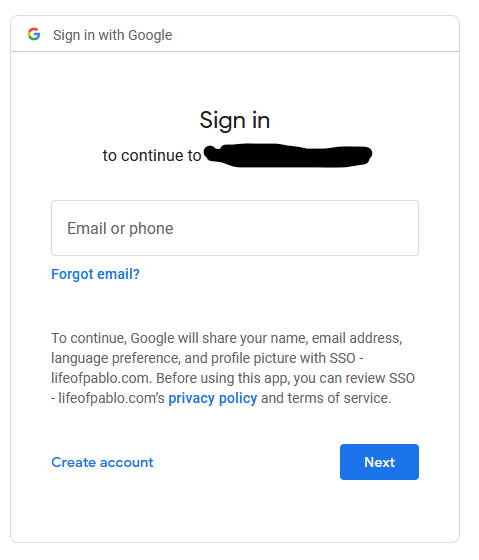 Sign in with Google
Sign in
to continue to
Email or phone
Forgot email?
To continue, Google will share your name, email address,
language preference, and profile picture with SSO -
lifeofpablo.com. Before using this app, you can review SSO
- lifeofpablo.com's privacy policy and terms of service.
Create account
Next